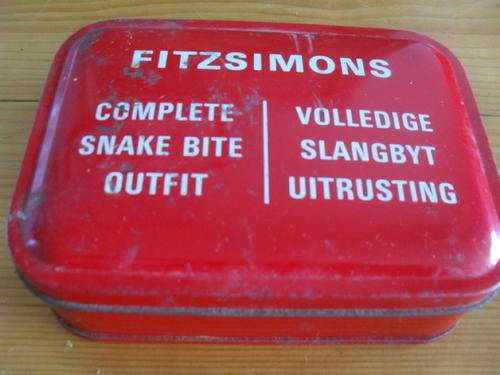 FITZSIMONS
COMPLETE
SNAKE BITE
OUTFIT
VOLLEDIGE
SLANGBYT
UITRUSTING